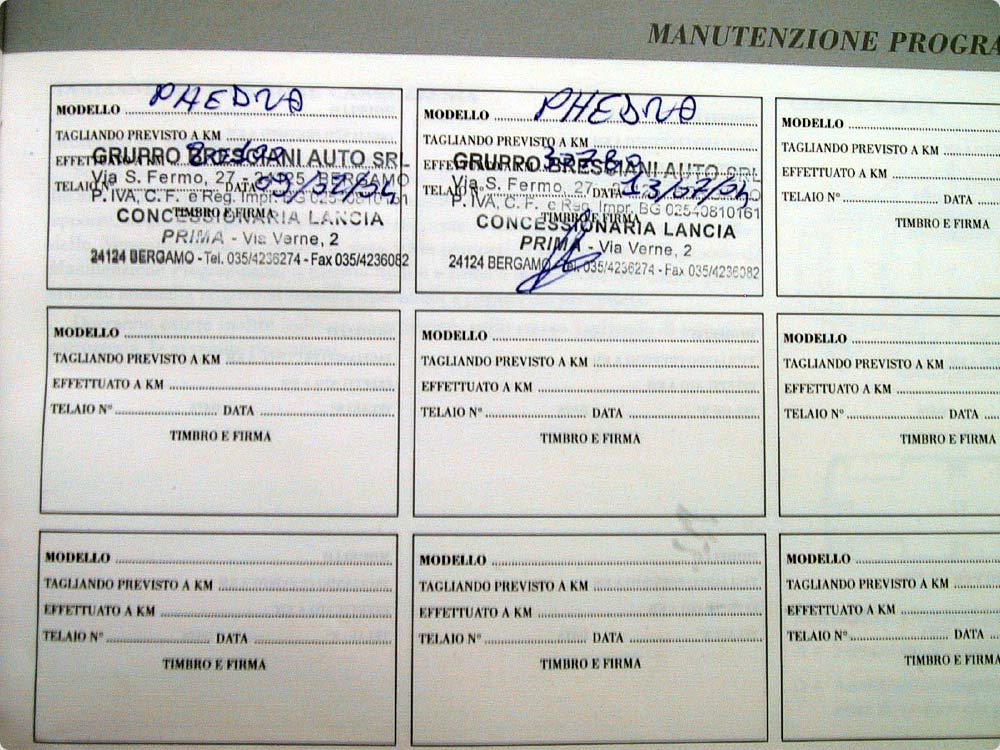 MANUTENZIONE PROGRA
MODELLO PHEDRA
TAGLIANDO PREVISTO A KM
EFFETTUATO A KM
TELAIO N° DATA
TIMBRO E FIRMA
GRUPPO BRESCIANI AUTO SRL
Via S. Fermo, 27 - 24125 BERGAMO
P. IVA, C. F. e Reg. Impr. BG 02540810161
CONCESSIONARIA LANCIA
PRIMA - Via Verne, 2
24124 BERGAMO - Tel. 035/4236274 - Fax 035/4236082
MODELLO PHEDRA
TAGLIANDO PREVISTO A KM
EFFETTUATO A KM
TELAIO N° DATA
TIMBRO E FIRMA
GRUPPO BRESCIANI AUTO SRL
Via S. Fermo, 27
P. IVA, C. F. e Reg. Impr. BG 02540810161
CONCESSIONARIA LANCIA
PRIMA - Via Verne, 2
24124 BERGAMO - Tel. 035/4236274 - Fax 035/4236082
MODELLO
TAGLIANDO PREVISTO A KM
EFFETTUATO A KM
TELAIO N° DATA
TIMBRO E FIRMA
MODELLO
TAGLIANDO PREVISTO A KM
EFFETTUATO A KM
TELAIO N° DATA
TIMBRO E FIRMA
MODELLO
TAGLIANDO PREVISTO A KM
EFFETTUATO A KM
TELAIO N° DATA
TIMBRO E FIRMA
MODELLO
TAGLIANDO PREVISTO A KM
EFFETTUATO A KM
TELAIO N° DATA
TIMBRO E FIRMA
MODELLO
TAGLIANDO PREVISTO A KM
EFFETTUATO A KM
TELAIO N° DATA
TIMBRO E FIRMA
MODELLO
TAGLIANDO PREVISTO A KM
EFFETTUATO A KM
TELAIO N° DATA
TIMBRO E FIRMA
MODELLO
TAGLIANDO PREVISTO A KM
EFFETTUATO A KM
TELAIO N° DATA
TIMBRO E FIRMA